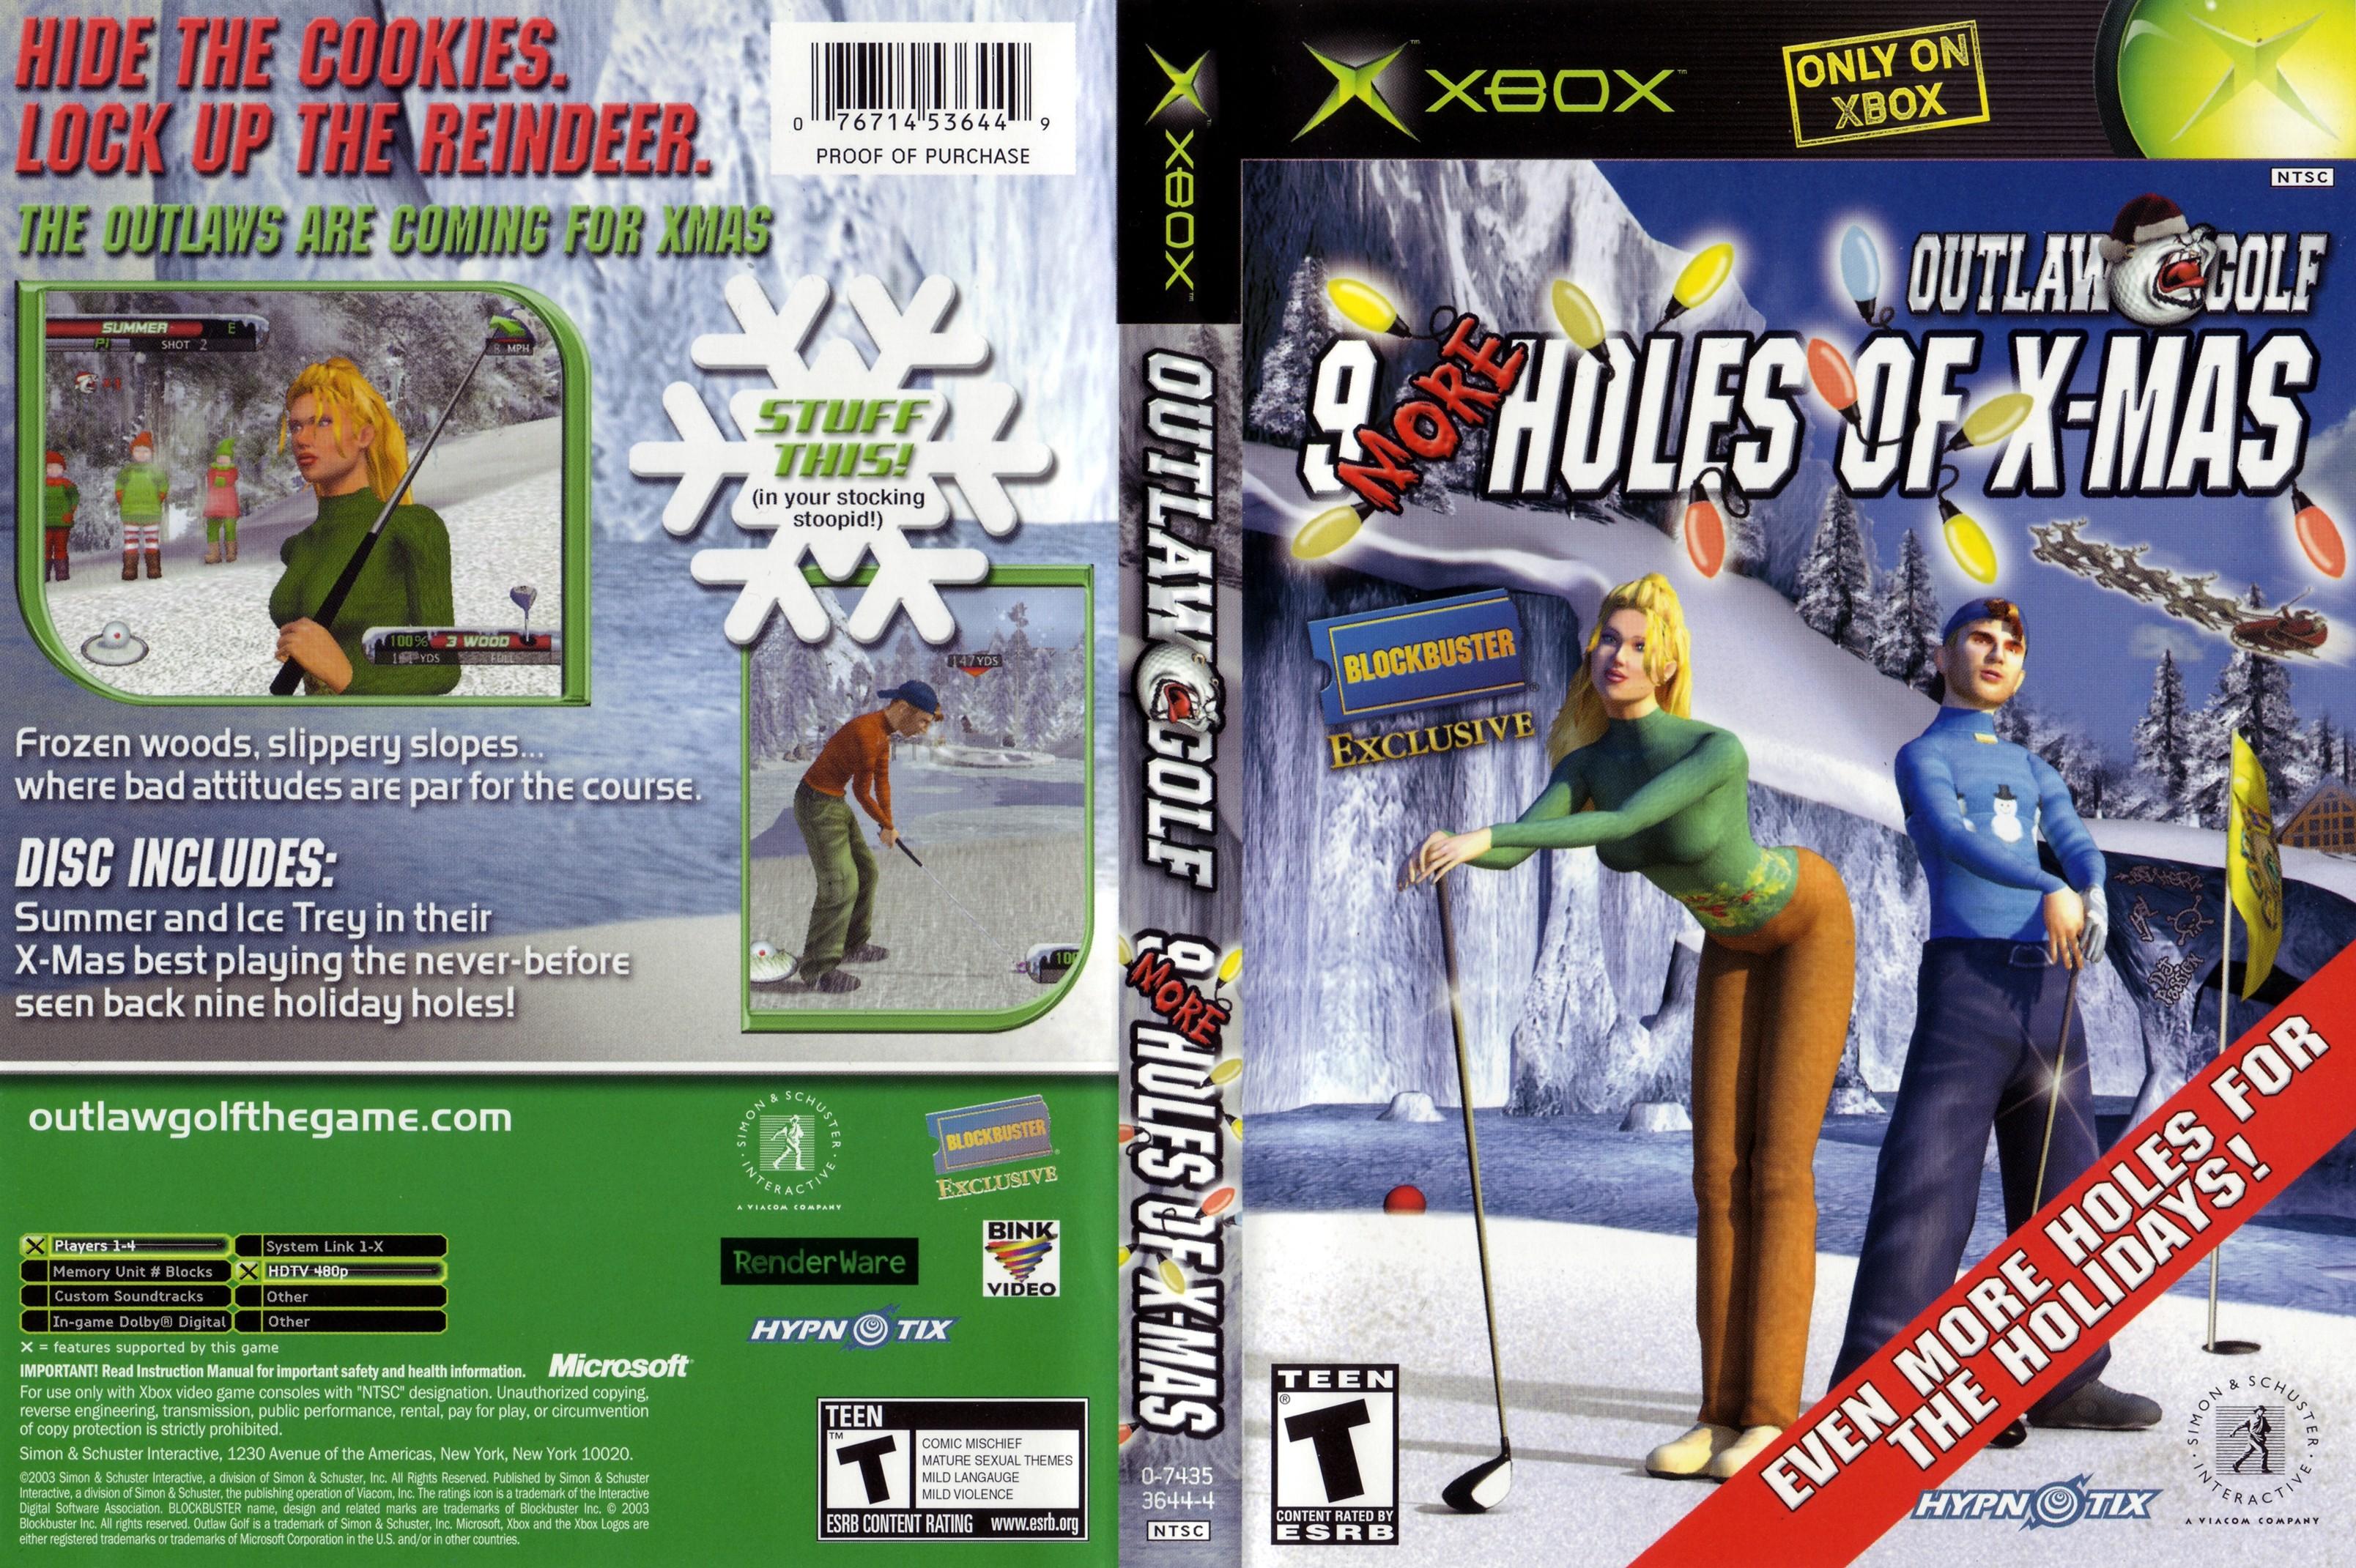 HIDE THE COOKIES.
LOCK UP THE REINDEER.
THE OUTLAWS ARE COMING FOR XMAS
0 76714 53644 9
PROOF OF PURCHASE
SUMMER E
P1 SHOT 2
8 MPH
100% 3 WOOD
YDS FULL
STUFF
THIS!
(in your stocking
stoopid!)
147 YDS
100
Frozen woods, slippery slopes...
where bad attitudes are par for the course.
DISC INCLUDES:
Summer and Ice Trey in their
X-Mas best playing the never-before
seen back nine holiday holes!
outlawgolfthegame.com
SIMON & SCHUSTER
INTERACTIVE
A VIACOM COMPANY
BLOCKBUSTER
EXCLUSIVE
RenderWare
BINK
VIDEO
HYPNOTIX
Players 1-4
System Link 1-X
Memory Unit # Blocks
HDTV 480p
Custom Soundtracks
Other
In-game Dolby® Digital
Other
X = features supported by this game
IMPORTANT! Read Instruction Manual for important safety and health information.
Microsoft®
For use only with Xbox video game consoles with "NTSC" designation. Unauthorized copying,
reverse engineering, transmission, public performance, rental, pay for play, or circumvention
of copy protection is strictly prohibited.
Simon & Schuster Interactive, 1230 Avenue of the Americas, New York, New York 10020.
©2003 Simon & Schuster Interactive, a division of Simon & Schuster, Inc. All Rights Reserved. Published by Simon & Schuster
Interactive, a division of Simon & Schuster, the publishing operation of Viacom, Inc. The ratings icon is a trademark of the Interactive
Digital Software Association. BLOCKBUSTER name, design and related marks are trademarks of Blockbuster Inc. © 2003
Blockbuster Inc. All rights reserved. Outlaw Golf is a trademark of Simon & Schuster, Inc. Microsoft, Xbox and the Xbox Logos are
either registered trademarks or trademarks of Microsoft Corporation in the U.S. and/or in other countries.
TEEN
T
COMIC MISCHIEF
MATURE SEXUAL THEMES
MILD LANGAUGE
MILD VIOLENCE
ESRB CONTENT RATING www.esrb.org
XBOX™
OUTLAW GOLF
9 MORE HOLES OF X-MAS
0-7435
3644-4
NTSC
XBOX™
ONLY ON
XBOX
NTSC
OUTLAW GOLF
9 MORE HOLES OF X-MAS
BLOCKBUSTER
EXCLUSIVE
EVEN MORE HOLES FOR
THE HOLIDAYS!
TEEN
T
CONTENT RATED BY
ESRB
HYPNOTIX
SIMON & SCHUSTER
INTERACTIVE
A VIACOM COMPANY